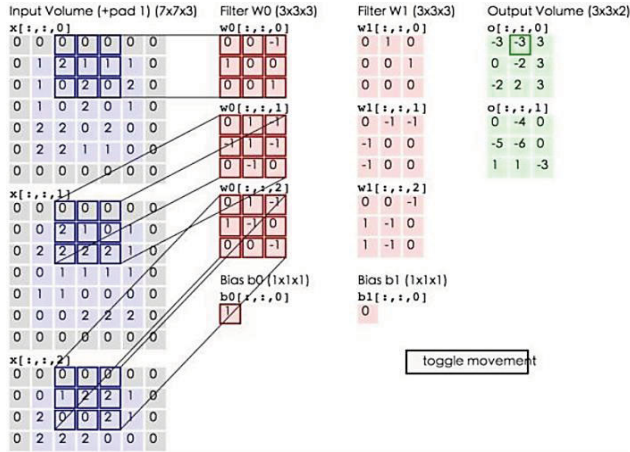 Input Volume (+pad 1) (7x7x3)
x[:,:,0]
0 0 0 0 0 0 0
0 1 2 1 1 1 0
0 1 0 2 0 2 0
0 1 0 2 0 1 0
0 2 2 0 2 0 0
0 2 2 1 1 0 0
0 0 0 0 0 0 0
x[:,:,1]
0 0 0 0 0 0 0
0 0 2 1 0 1 0
0 2 2 2 2 1 0
0 0 1 1 1 1 0
0 1 1 0 0 0 0
0 0 0 2 2 2 0
0 0 0 0 0 0 0
x[:,:,2]
0 0 0 0 0 0 0
0 0 1 2 2 1 0
0 2 0 0 2 1 0
0 2 2 2 0 0 0
Filter W0 (3x3x3)
w0[:,:,0]
0 0 -1
1 0 0
0 0 1
w0[:,:,1]
0 1 -1
-1 1 -1
0 -1 0
w0[:,:,2]
0 1 -1
1 -1 0
0 0 -1
Bias b0 (1x1x1)
b0[:,:,0]
1
Filter W1 (3x3x3)
w1[:,:,0]
0 1 0
0 0 1
0 0 0
w1[:,:,1]
0 -1 -1
-1 0 0
-1 0 0
w1[:,:,2]
0 0 -1
1 -1 0
1 -1 0
Bias b1 (1x1x1)
b1[:,:,0]
0
Output Volume (3x3x2)
o[:,:,0]
-3 -3 3
0 -2 3
-2 2 3
o[:,:,1]
0 -4 0
-5 -6 0
1 1 -3
toggle movement